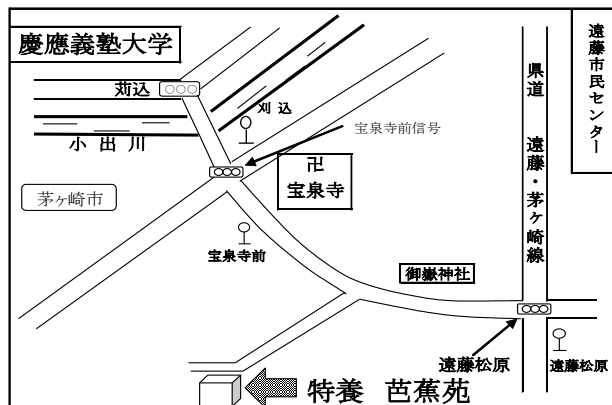 慶應義塾大学
苅込
苅込
小出川
宝泉寺前信号
卍
宝泉寺
茅ヶ崎市
宝泉寺前
御嶽神社
県道 遠藤・茅ヶ崎線
遠藤市民センター
遠藤松原
遠藤松原
特養 芭蕉苑